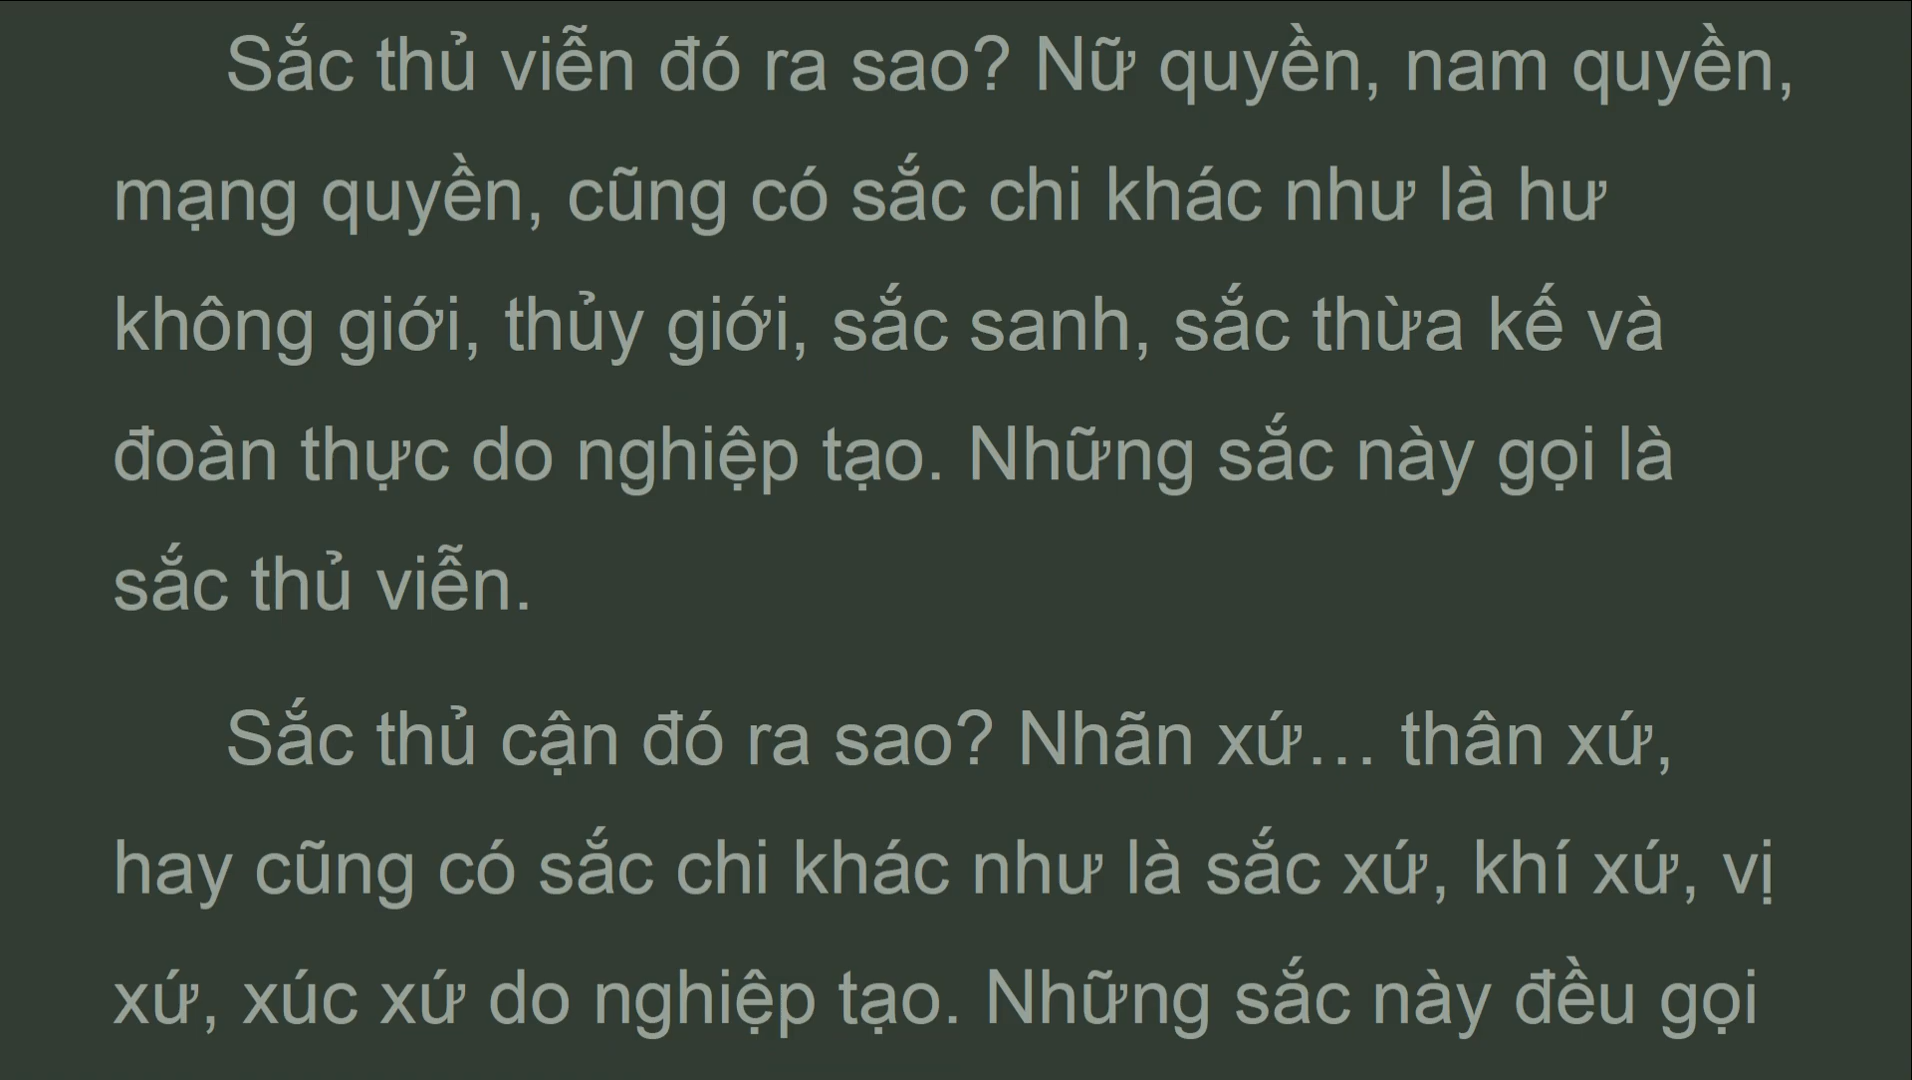 Sắc thủ viễn đó ra sao? Nữ quyền, nam quyền,
mạng quyền, cũng có sắc chi khác như là hư
không giới, thủy giới, sắc sanh, sắc thừa kế và
đoàn thực do nghiệp tạo. Những sắc này gọi là
sắc thủ viễn.
Sắc thủ cận đó ra sao? Nhãn xứ… thân xứ,
hay cũng có sắc chi khác như là sắc xứ, khí xứ, vị
xứ, xúc xứ do nghiệp tạo. Những sắc này đều gọi